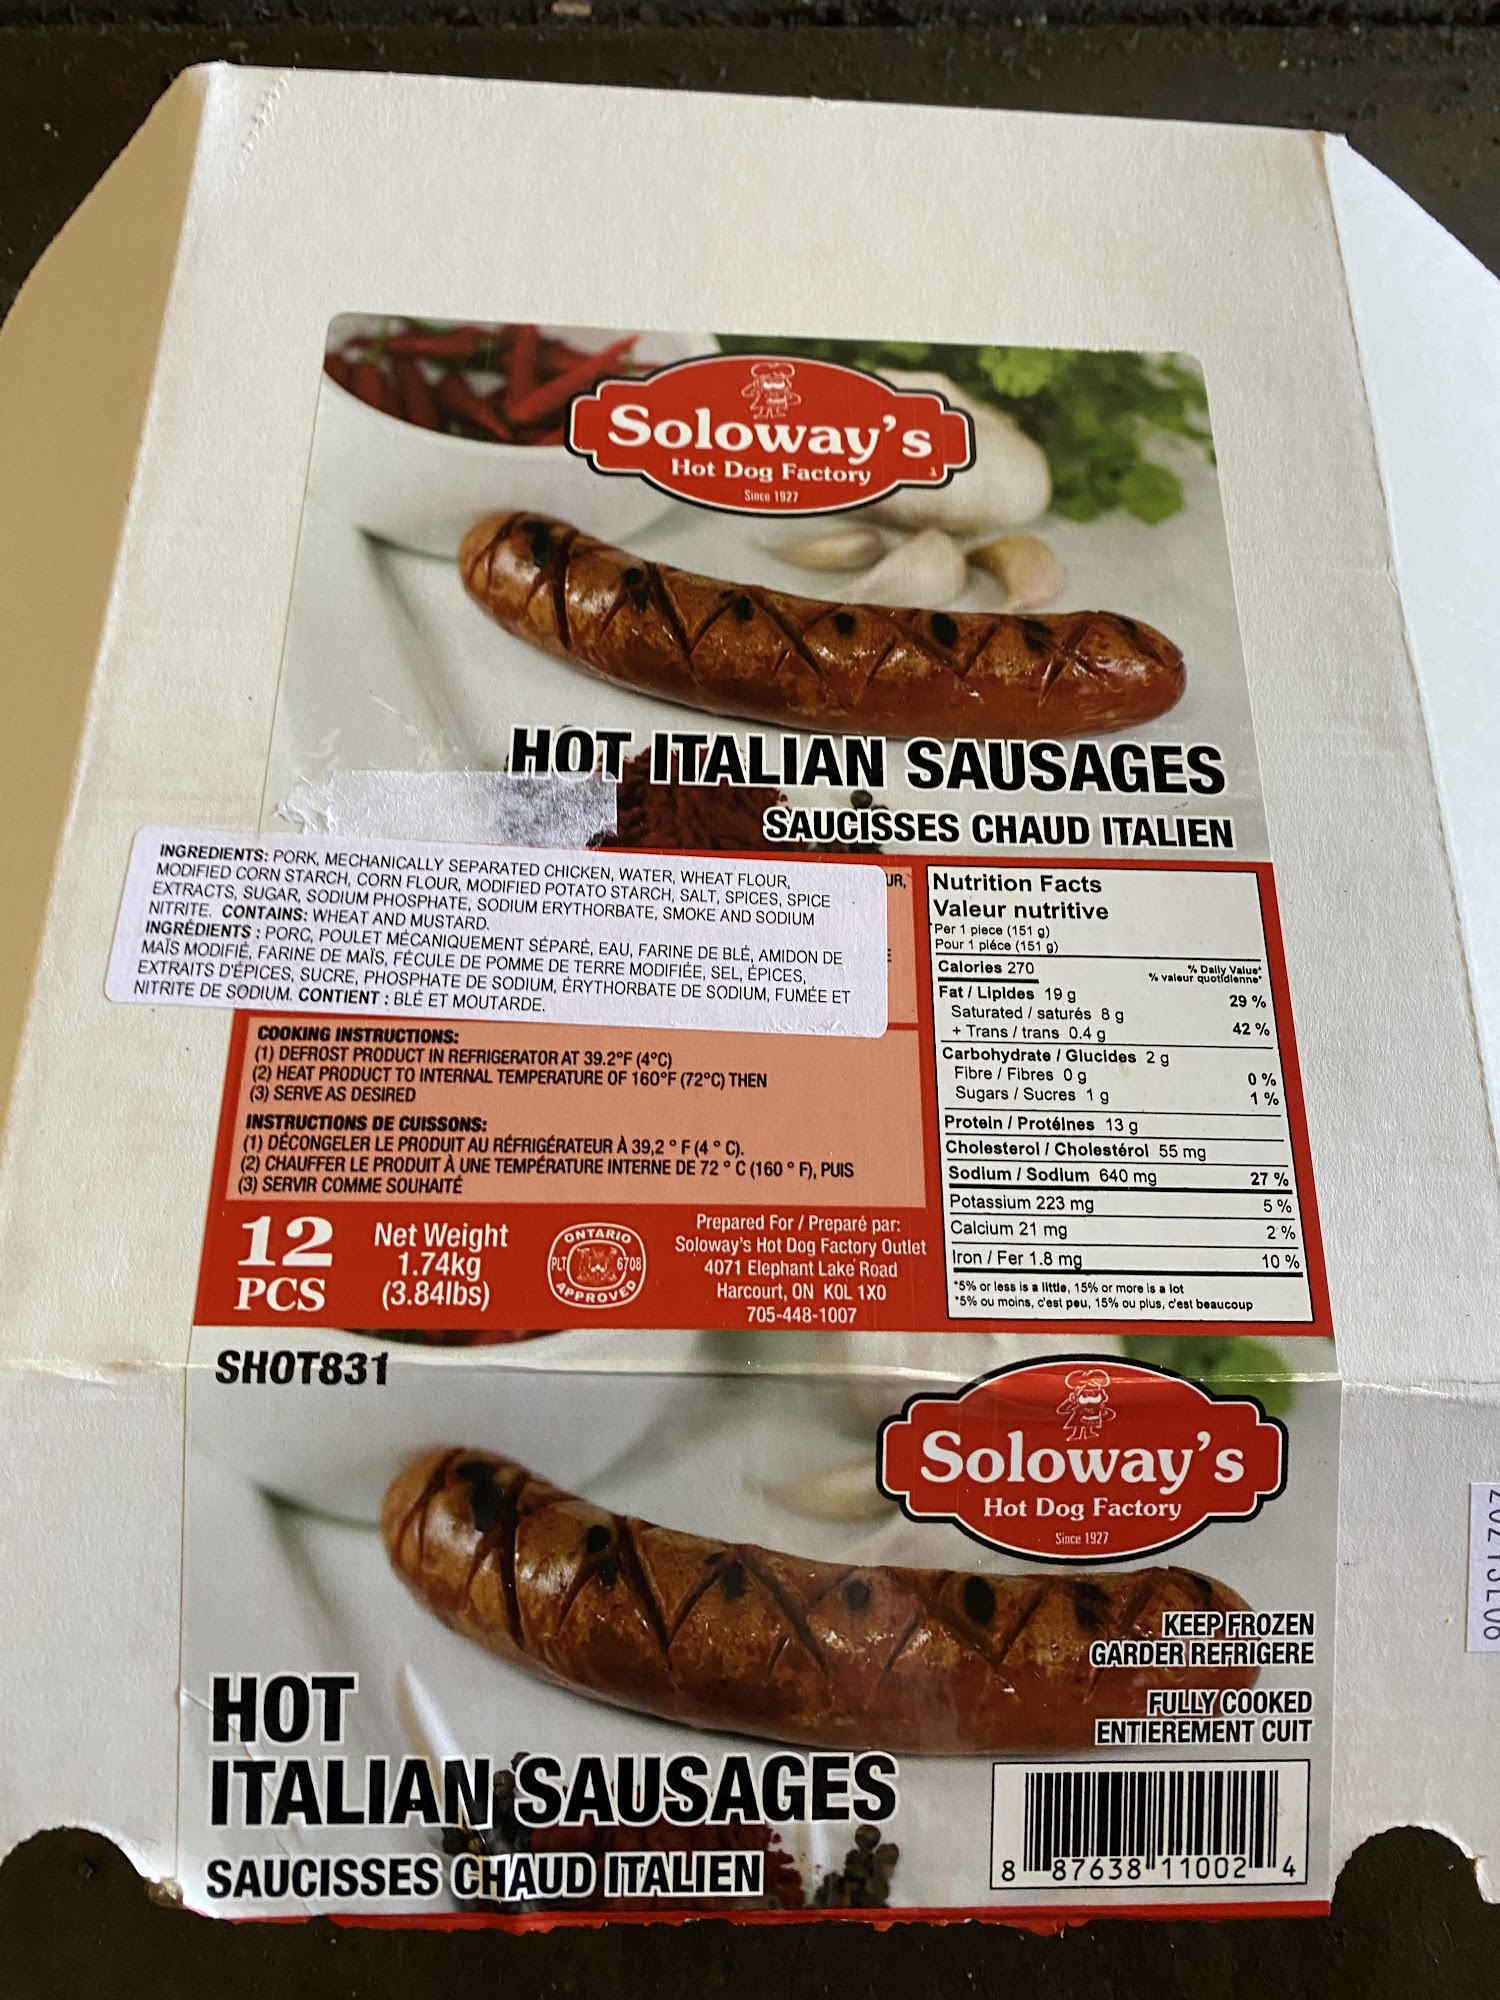 Soloway's
Hot Dog Factory
Since 1927
HOT ITALIAN SAUSAGES
SAUCISSES CHAUD ITALIEN
INGREDIENTS: PORK, MECHANICALLY SEPARATED CHICKEN, WATER, WHEAT FLOUR,
MODIFIED CORN STARCH, CORN FLOUR, MODIFIED POTATO STARCH, SALT, SPICES, SPICE
EXTRACTS, SUGAR, SODIUM PHOSPHATE, SODIUM ERYTHORBATE, SMOKE AND SODIUM
NITRITE. CONTAINS: WHEAT AND MUSTARD.
INGRÉDIENTS : PORC, POULET MÉCANIQUEMENT SÉPARÉ, EAU, FARINE DE BLÉ, AMIDON DE
MAÏS MODIFIÉ, FARINE DE MAÏS, FÉCULE DE POMME DE TERRE MODIFIÉE, SEL, ÉPICES,
EXTRAITS D'ÉPICES, SUCRE, PHOSPHATE DE SODIUM, ÉRYTHORBATE DE SODIUM, FUMÉE ET
NITRITE DE SODIUM. CONTIENT : BLÉ ET MOUTARDE.
COOKING INSTRUCTIONS:
(1) DEFROST PRODUCT IN REFRIGERATOR AT 39.2°F (4°C)
(2) HEAT PRODUCT TO INTERNAL TEMPERATURE OF 160°F (72°C) THEN
(3) SERVE AS DESIRED
INSTRUCTIONS DE CUISSONS:
(1) DÉCONGELER LE PRODUIT AU RÉFRIGÉRATEUR À 39,2 ° F (4 ° C).
(2) CHAUFFER LE PRODUIT À UNE TEMPÉRATURE INTERNE DE 72 ° C (160 ° F), PUIS
(3) SERVIR COMME SOUHAITÉ
Nutrition Facts
Valeur nutritive
Per 1 piece (151 g)
Pour 1 piéce (151 g)
Calories 270
% Daily Value*
% valeur quotidienne*
Fat / Lipides 19 g 29 %
Saturated / saturés 8 g
+ Trans / trans 0.4 g 42 %
Carbohydrate / Glucides 2 g
Fibre / Fibres 0 g 0 %
Sugars / Sucres 1 g 1 %
Protein / Protéines 13 g
Cholesterol / Cholestérol 55 mg
Sodium / Sodium 640 mg 27 %
Potassium 223 mg 5 %
Calcium 21 mg 2 %
Iron / Fer 1.8 mg 10 %
*5% or less is a little, 15% or more is a lot
*5% ou moins, c'est peu, 15% ou plus, c'est beaucoup
12
PCS
Net Weight
1.74kg
(3.84lbs)
ONTARIO
PLT 6708
APPROVED
Prepared For / Preparé par:
Soloway's Hot Dog Factory Outlet
4071 Elephant Lake Road
Harcourt, ON K0L 1X0
705-448-1007
SHOT831
Soloway's
Hot Dog Factory
Since 1927
KEEP FROZEN
GARDER REFRIGERE
FULLY COOKED
ENTIEREMENT CUIT
HOT
ITALIAN SAUSAGES
SAUCISSES CHAUD ITALIEN
8 87638 11002 4